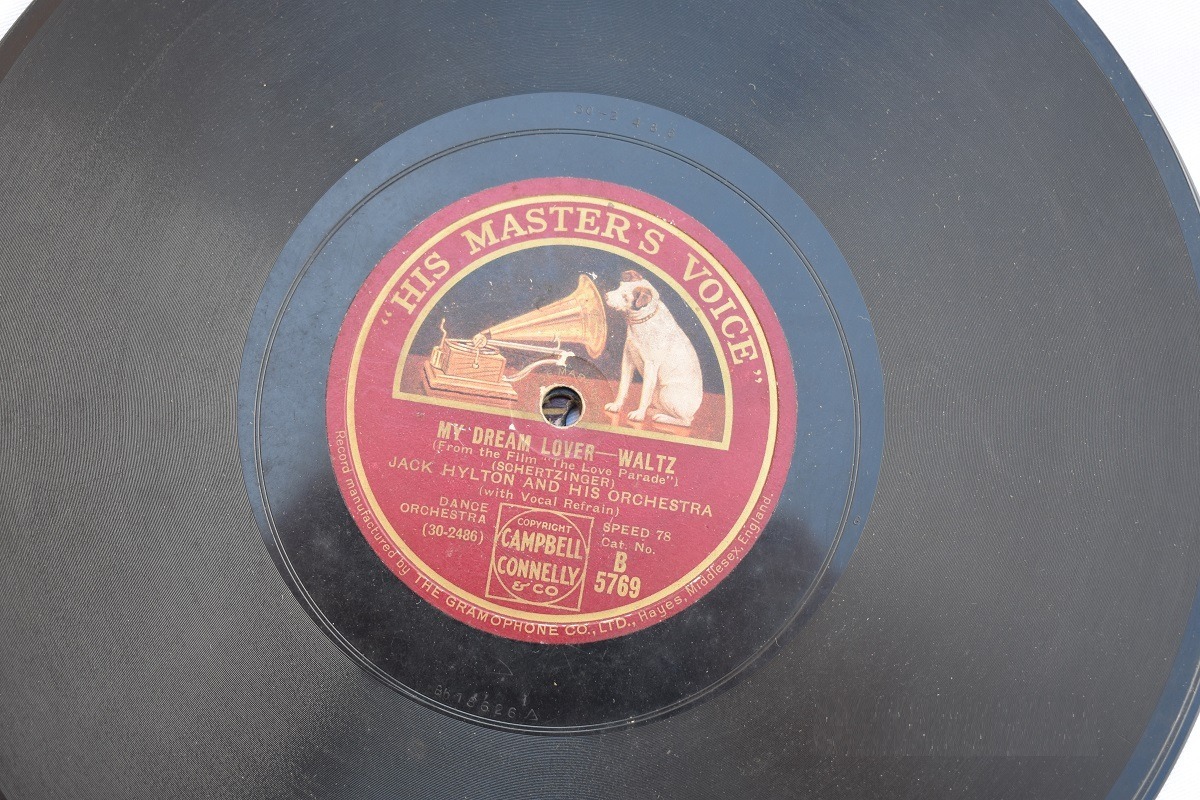 "HIS MASTER'S VOICE"
MY DREAM LOVER—WALTZ
(From the Film "The Love Parade")
(SCHERTZINGER)
JACK HYLTON AND HIS ORCHESTRA
(with Vocal Refrain)
DANCE
ORCHESTRA
(30-2486)
COPYRIGHT
CAMPBELL
CONNELLY
& CO
SPEED 78
Cat. No.
B
5769
Record manufactured by THE GRAMOPHONE CO., LTD., Hayes, Middlesex, England.